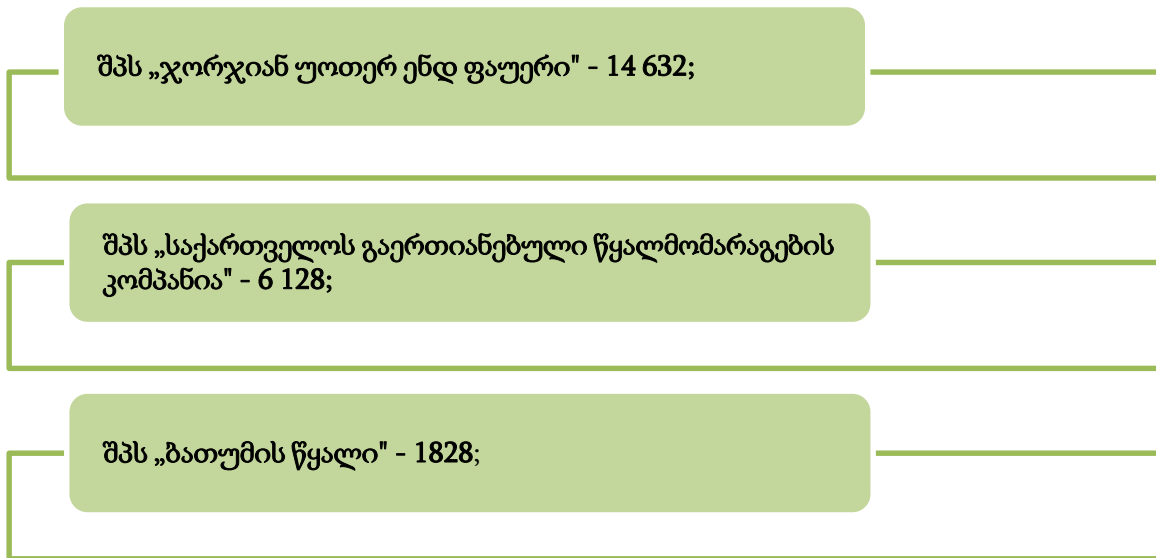 შპს „ჯორჯიან უოთერ ენდ ფაუერი" - 14 632;
შპს „საქართველოს გაერთიანებული წყალმომარაგების
კომპანია" - 6 128;
შპს „ბათუმის წყალი" - 1828;